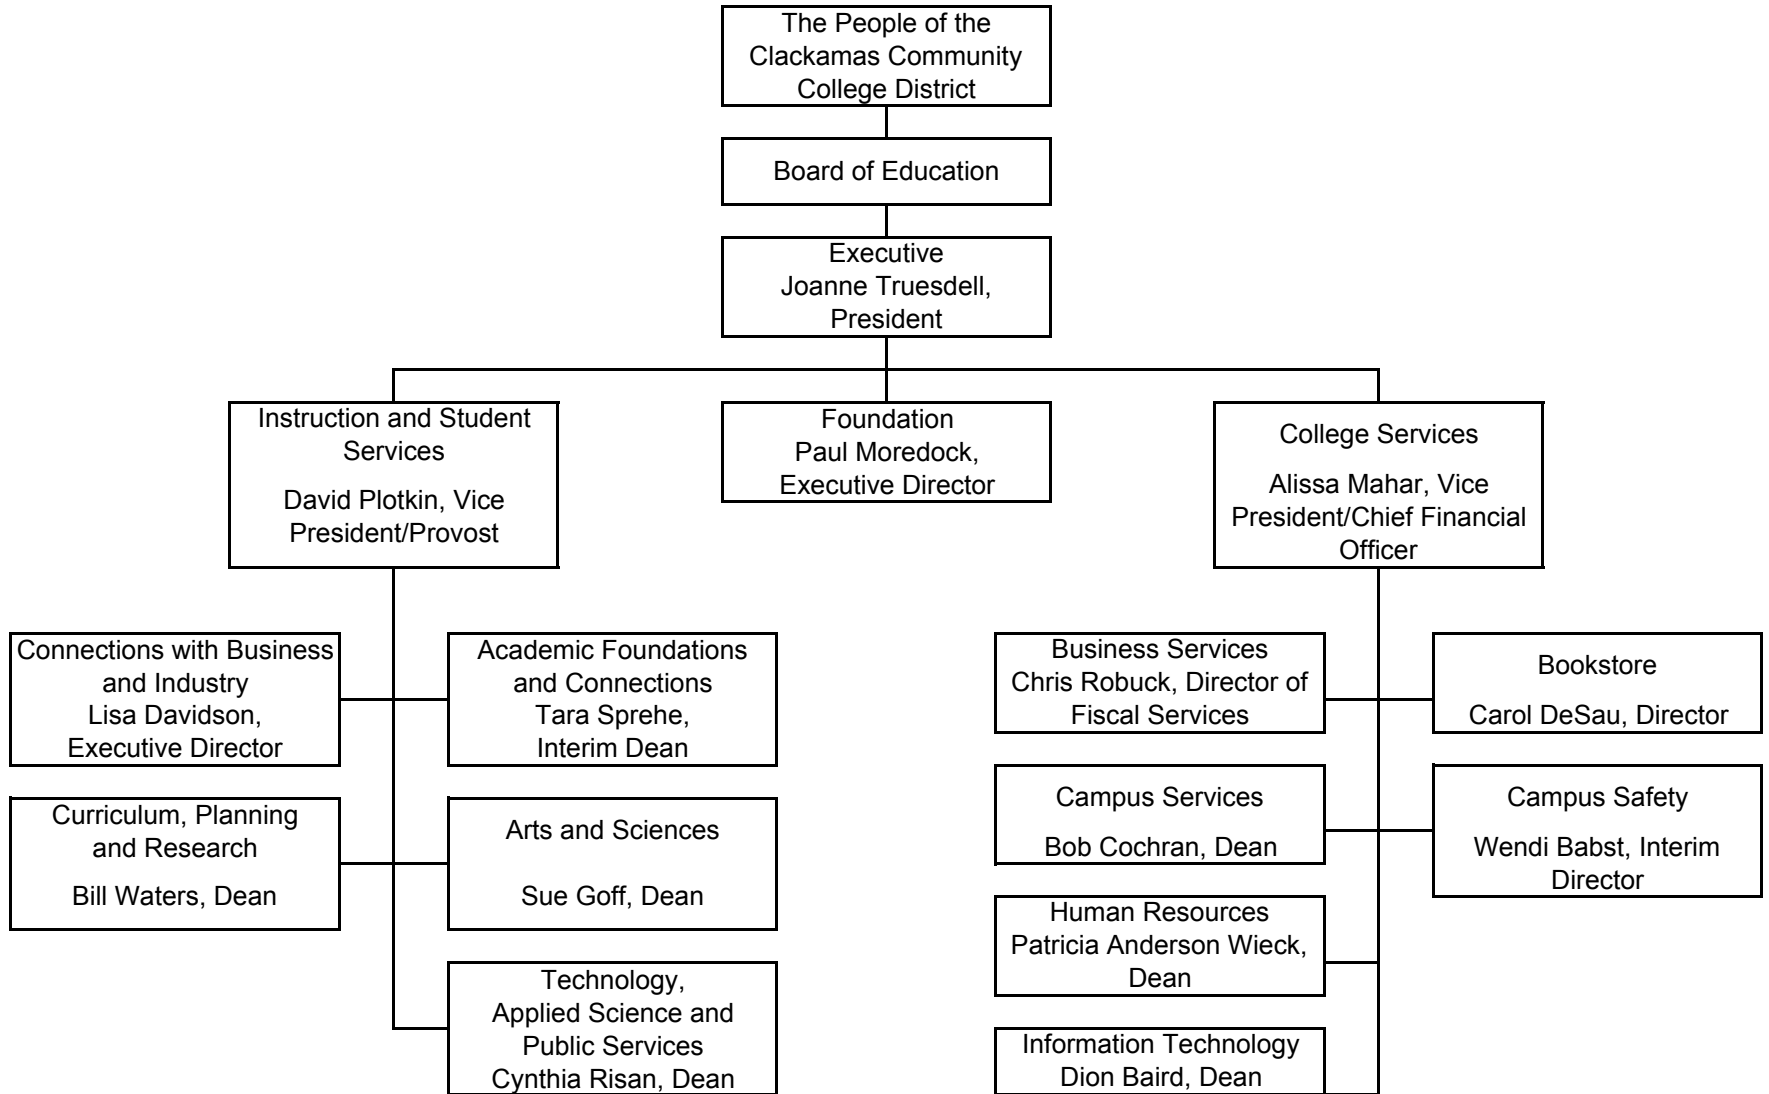 The People of the
Clackamas Community
College District
Board of Education
Executive
Joanne Truesdell,
President
Instruction and Student
Services
David Plotkin, Vice
President/Provost
Foundation
Paul Moredock,
Executive Director
College Services
Alissa Mahar, Vice
President/Chief Financial
Officer
Connections with Business
and Industry
Lisa Davidson,
Executive Director
Academic Foundations
and Connections
Tara Sprehe,
Interim Dean
Business Services
Chris Robuck, Director of
Fiscal Services
Bookstore
Carol DeSau, Director
Curriculum, Planning
and Research
Bill Waters, Dean
Arts and Sciences
Sue Goff, Dean
Campus Services
Bob Cochran, Dean
Campus Safety
Wendi Babst, Interim
Director
Human Resources
Patricia Anderson Wieck,
Dean
Technology,
Applied Science and
Public Services
Cynthia Risan, Dean
Information Technology
Dion Baird, Dean